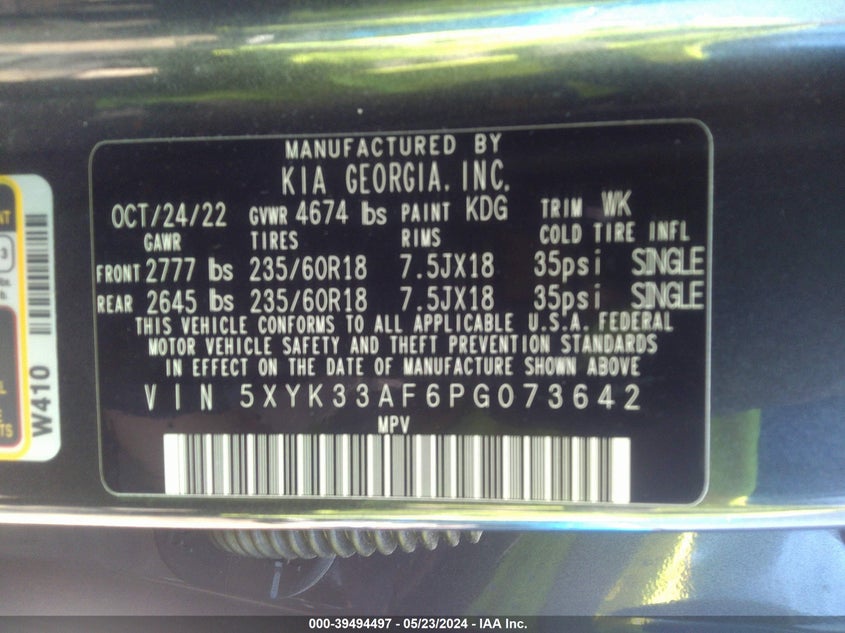 MANUFACTURED BY
KIA GEORGIA. INC.
OCT/24/22 GVWR 4674 lbs PAINT KDG TRIM WK
GAWR TIRES RIMS COLD TIRE INFL
FRONT 2777 lbs 235/60R18 7.5JX18 35psi SINGLE
REAR 2645 lbs 235/60R18 7.5JX18 35psi SINGLE
THIS VEHICLE CONFORMS TO ALL APPLICABLE U.S.A. FEDERAL
MOTOR VEHICLE SAFETY AND THEFT PREVENTION STANDARDS
IN EFFECT ON THE DATE OF MANUFACTURE SHOWN ABOVE
VIN 5XYK33AF6PG073642
MPV
W410
000-39494497 - 05/23/2024 - IAA Inc.